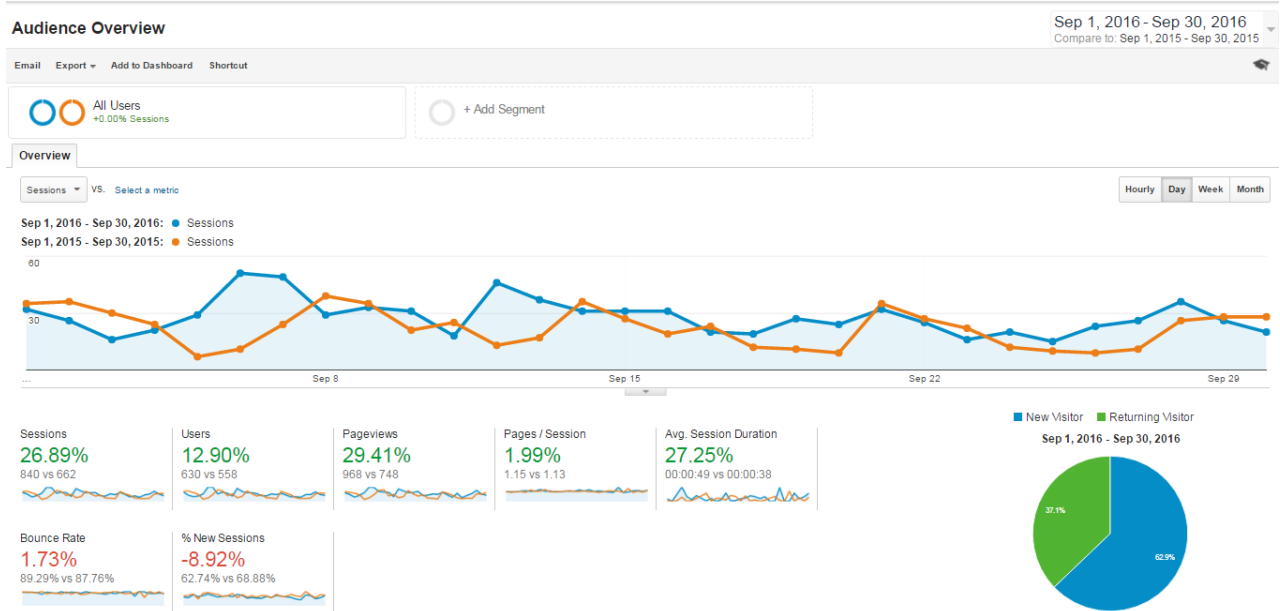 Audience Overview
Sep 1, 2016 - Sep 30, 2016
Compare to: Sep 1, 2015 - Sep 30, 2015
Email Export Add to Dashboard Shortcut
All Users
+0.00% Sessions
+ Add Segment
Overview
Sessions VS. Select a metric
Hourly Day Week Month
Sep 1, 2016 - Sep 30, 2016: Sessions
Sep 1, 2015 - Sep 30, 2015: Sessions
60
30
... Sep 8 Sep 15 Sep 22 Sep 29
Sessions
26.89%
840 vs 662
Users
12.90%
630 vs 558
Pageviews
29.41%
968 vs 748
Pages / Session
1.99%
1.15 vs 1.13
Avg. Session Duration
27.25%
00:00:49 vs 00:00:38
Bounce Rate
1.73%
89.29% vs 87.76%
% New Sessions
-8.92%
62.74% vs 68.88%
New Visitor Returning Visitor
Sep 1, 2016 - Sep 30, 2016
37.1%
62.9%